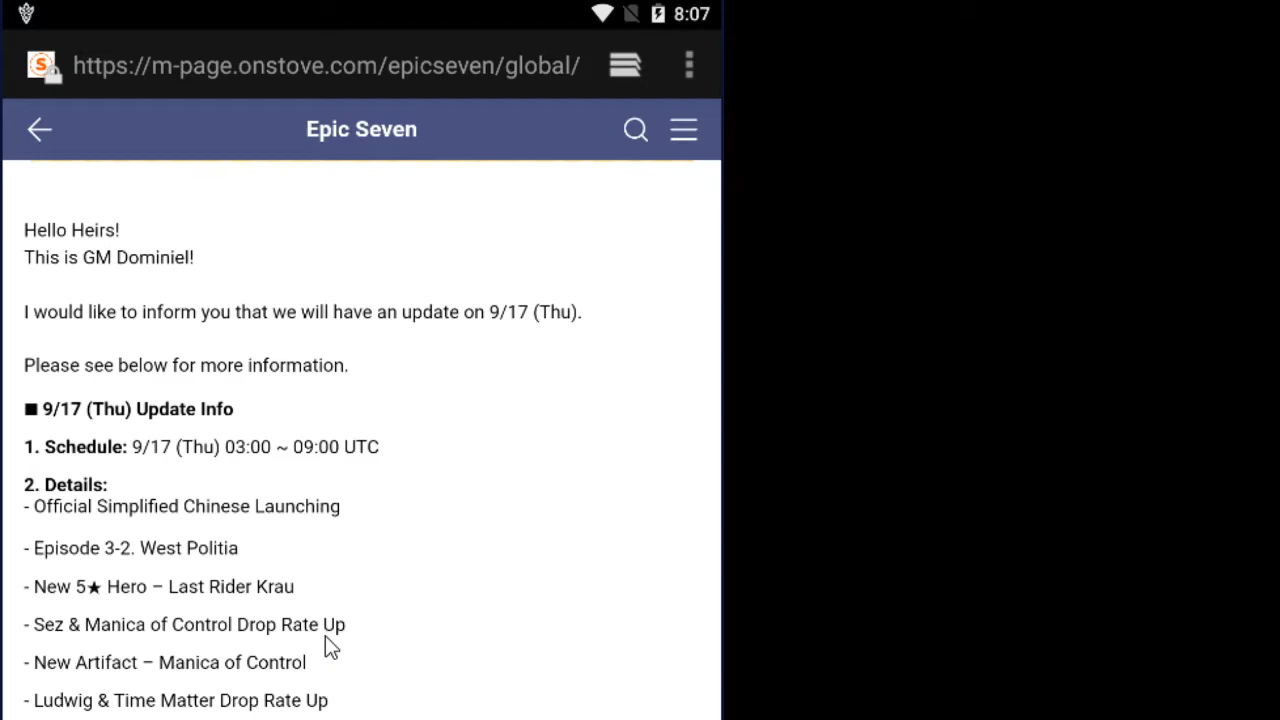 8:07
S https://m-page.onstove.com/epicseven/global/
Epic Seven
Hello Heirs!
This is GM Dominiel!
I would like to inform you that we will have an update on 9/17 (Thu).
Please see below for more information.
■ 9/17 (Thu) Update Info
1. Schedule: 9/17 (Thu) 03:00 ~ 09:00 UTC
2. Details:
- Official Simplified Chinese Launching
- Episode 3-2. West Politia
- New 5★ Hero – Last Rider Krau
- Sez & Manica of Control Drop Rate Up
- New Artifact – Manica of Control
- Ludwig & Time Matter Drop Rate Up